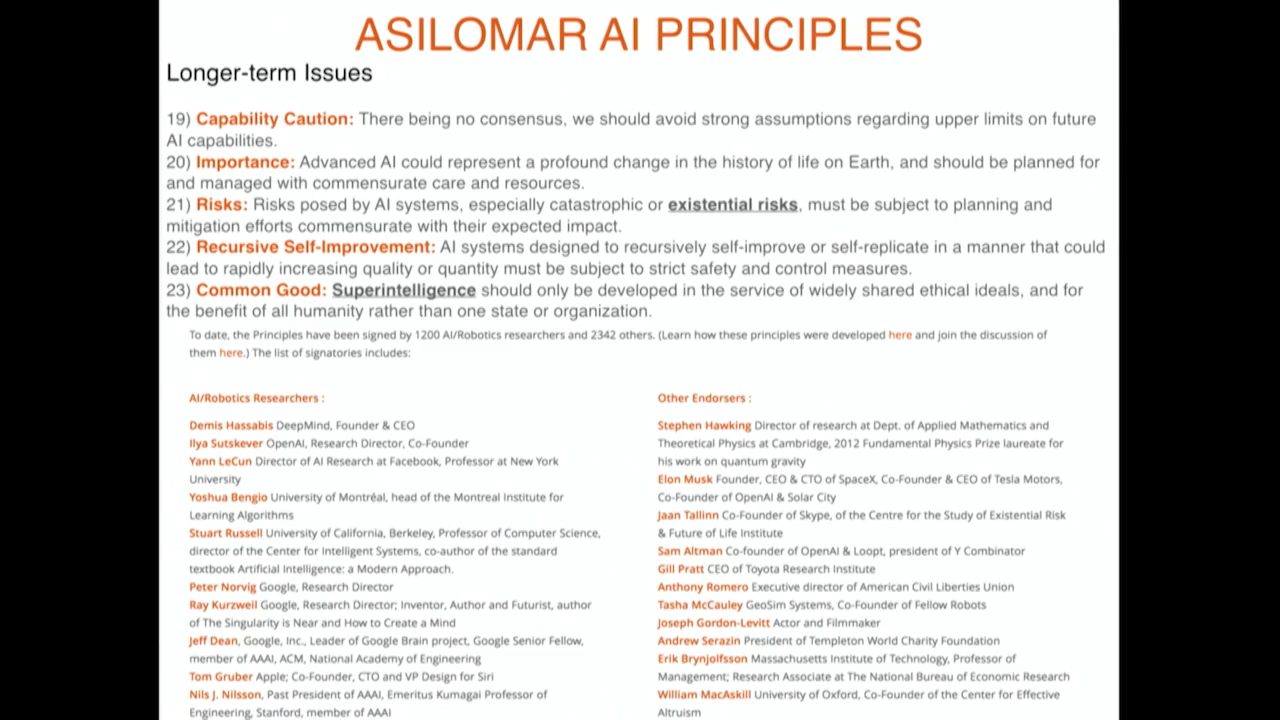 ASILOMAR AI PRINCIPLES
Longer-term Issues
19) Capability Caution: There being no consensus, we should avoid strong assumptions regarding upper limits on future
AI capabilities.
20) Importance: Advanced AI could represent a profound change in the history of life on Earth, and should be planned for
and managed with commensurate care and resources.
21) Risks: Risks posed by AI systems, especially catastrophic or existential risks, must be subject to planning and
mitigation efforts commensurate with their expected impact.
22) Recursive Self-Improvement: AI systems designed to recursively self-improve or self-replicate in a manner that could
lead to rapidly increasing quality or quantity must be subject to strict safety and control measures.
23) Common Good: Superintelligence should only be developed in the service of widely shared ethical ideals, and for
the benefit of all humanity rather than one state or organization.
To date, the Principles have been signed by 1200 AI/Robotics researchers and 2342 others. (Learn how these principles were developed here and join the discussion of
them here.) The list of signatories includes:
AI/Robotics Researchers :
Demis Hassabis DeepMind, Founder & CEO
Ilya Sutskever OpenAI, Research Director, Co-Founder
Yann LeCun Director of AI Research at Facebook, Professor at New York
University
Yoshua Bengio University of Montréal, head of the Montreal Institute for
Learning Algorithms
Stuart Russell University of California, Berkeley, Professor of Computer Science,
director of the Center for Intelligent Systems, co-author of the standard
textbook Artificial Intelligence: a Modern Approach.
Peter Norvig Google, Research Director
Ray Kurzweil Google, Research Director; Inventor, Author and Futurist, author
of The Singularity is Near and How to Create a Mind
Jeff Dean, Google, Inc., Leader of Google Brain project, Google Senior Fellow,
member of AAAI, ACM, National Academy of Engineering
Tom Gruber Apple; Co-Founder, CTO and VP Design for Siri
Nils J. Nilsson, Past President of AAAI, Emeritus Kumagai Professor of
Engineering, Stanford, member of AAAI
Other Endorsers :
Stephen Hawking Director of research at Dept. of Applied Mathematics and
Theoretical Physics at Cambridge, 2012 Fundamental Physics Prize laureate for
his work on quantum gravity
Elon Musk Founder, CEO & CTO of SpaceX, Co-Founder & CEO of Tesla Motors,
Co-Founder of OpenAI & Solar City
Jaan Tallinn Co-Founder of Skype, of the Centre for the Study of Existential Risk
& Future of Life Institute
Sam Altman Co-founder of OpenAI & Loopt, president of Y Combinator
Gill Pratt CEO of Toyota Research Institute
Anthony Romero Executive director of American Civil Liberties Union
Tasha McCauley GeoSim Systems, Co-Founder of Fellow Robots
Joseph Gordon-Levitt Actor and Filmmaker
Andrew Serazin President of Templeton World Charity Foundation
Erik Brynjolfsson Massachusetts Institute of Technology, Professor of
Management; Research Associate at The National Bureau of Economic Research
William MacAskill University of Oxford, Co-Founder of the Center for Effective
Altruism